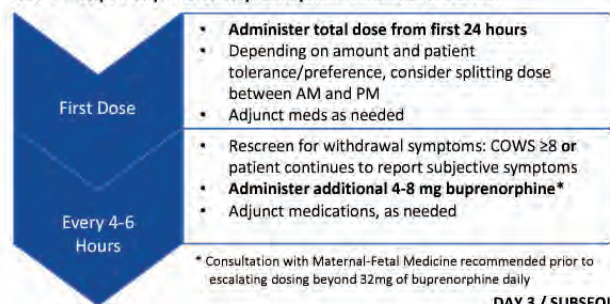 First Dose
• Administer total dose from first 24 hours
• Depending on amount and patient
tolerance/preference, consider splitting dose
between AM and PM
• Adjunct meds as needed
Every 4-6
Hours
• Rescreen for withdrawal symptoms: COWS ≥8 or
patient continues to report subjective symptoms
• Administer additional 4-8 mg buprenorphine*
• Adjunct medications, as needed
* Consultation with Maternal-Fetal Medicine recommended prior to
escalating dosing beyond 32mg of buprenorphine daily
DAY 3 / SUBSEQ